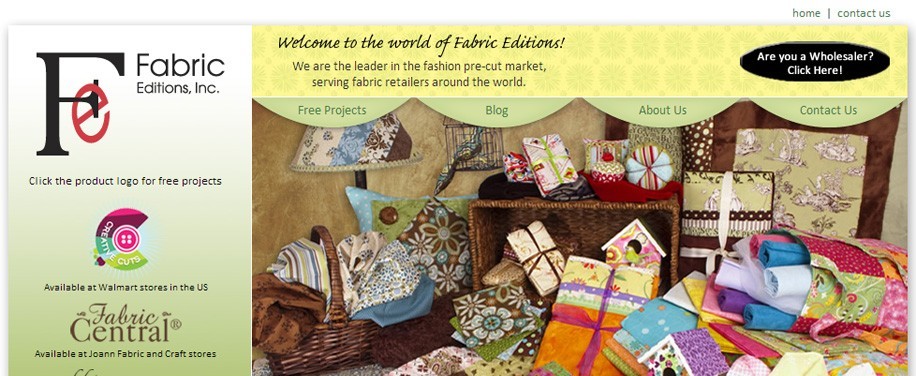 home | contact us
Fe
Fabric
Editions, Inc.
Click the product logo for free projects
CREATIVE CUTS
Available at Walmart stores in the US
Fabric
Central®
Available at Joann Fabric and Craft stores
Welcome to the world of Fabric Editions!
We are the leader in the fashion pre-cut market,
serving fabric retailers around the world.
Are you a Wholesaler?
Click Here!
Free Projects
Blog
About Us
Contact Us